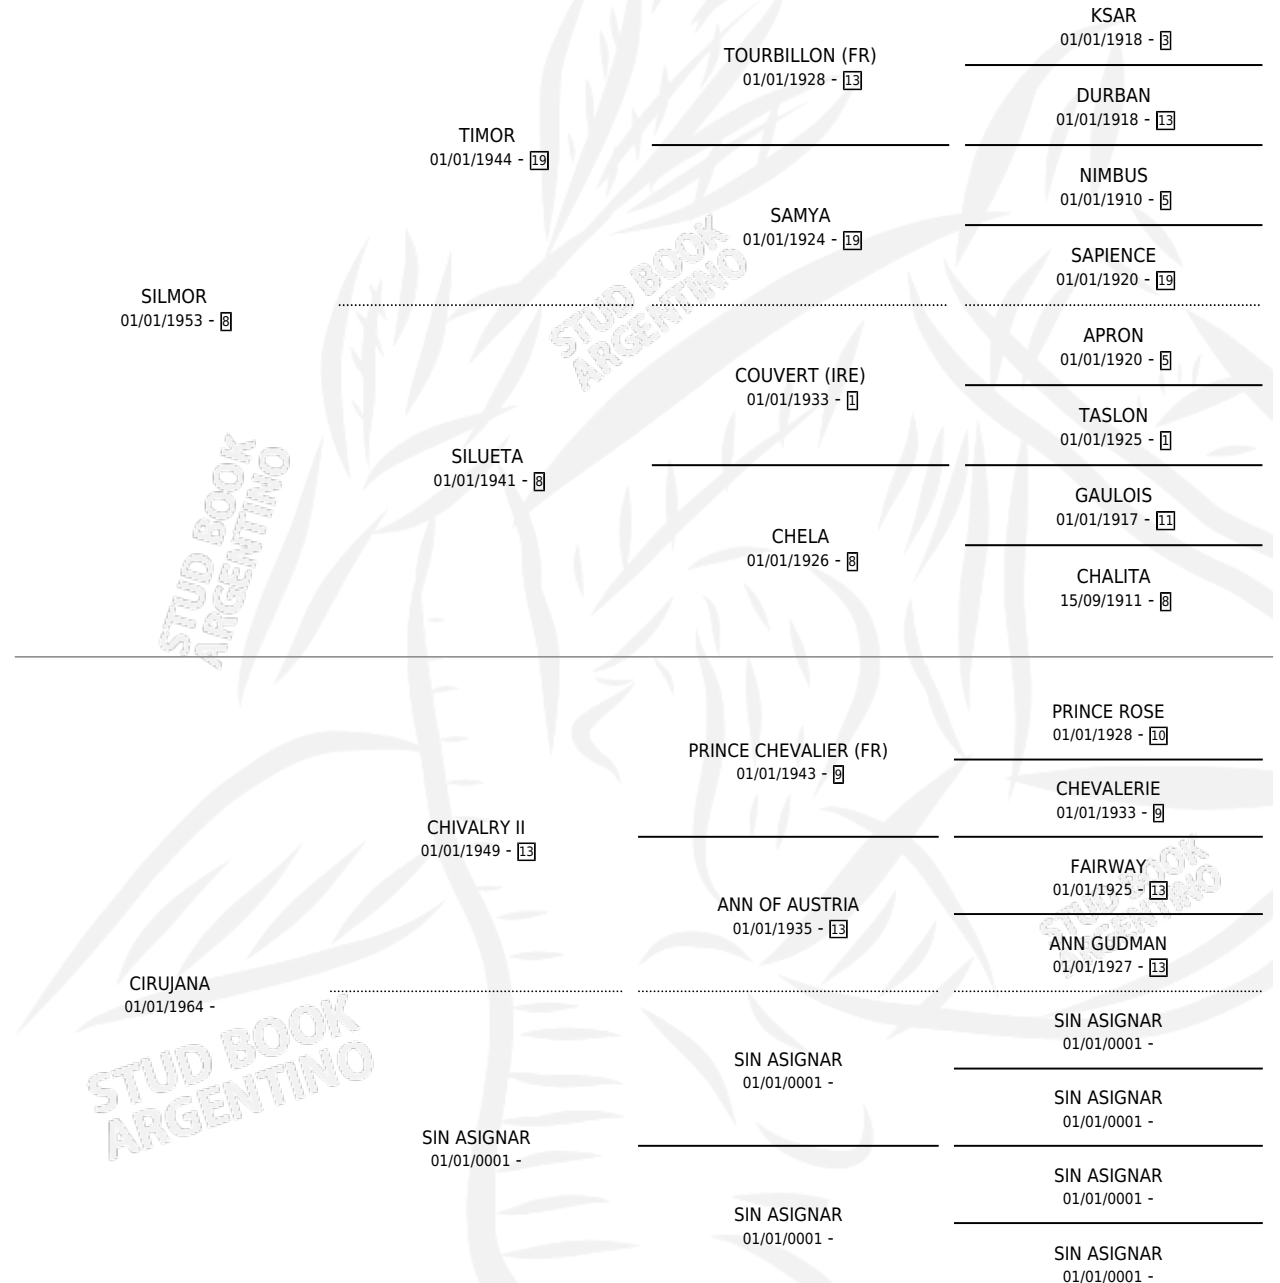 KSAR
01/01/1918 - 3
TOURBILLON (FR)
01/01/1928 - 13
DURBAN
01/01/1918 - 13
TIMOR
01/01/1944 - 19
NIMBUS
01/01/1910 - 5
SAMYA
01/01/1924 - 19
SAPIENCE
01/01/1920 - 19
SILMOR
01/01/1953 - 8
APRON
01/01/1920 - 5
COUVERT (IRE)
01/01/1933 - 1
TASLON
01/01/1925 - 1
SILUETA
01/01/1941 - 8
GAULOIS
01/01/1917 - 11
CHELA
01/01/1926 - 8
CHALITA
15/09/1911 - 8
STUD BOOK
ARGENTINO
STUD BOOK
ARGENTINO
PRINCE ROSE
01/01/1928 - 10
PRINCE CHEVALIER (FR)
01/01/1943 - 9
CHEVALERIE
01/01/1933 - 9
CHIVALRY II
01/01/1949 - 13
FAIRWAY
01/01/1925 - 13
ANN OF AUSTRIA
01/01/1935 - 13
ANN GUDMAN
01/01/1927 - 13
STUD BOOK
ARGENTINO
CIRUJANA
01/01/1964 -
SIN ASIGNAR
01/01/0001 -
SIN ASIGNAR
01/01/0001 -
SIN ASIGNAR
01/01/0001 -
STUD BOOK
ARGENTINO
SIN ASIGNAR
01/01/0001 -
SIN ASIGNAR
01/01/0001 -
SIN ASIGNAR
01/01/0001 -
SIN ASIGNAR
01/01/0001 -